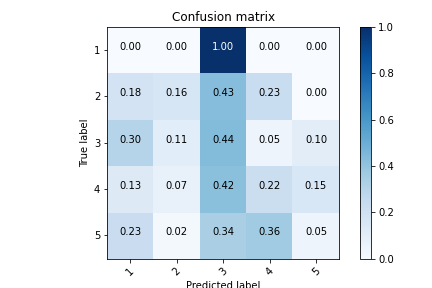 Confusion matrix
1.0
1 0.00 0.00 1.00 0.00 0.00
0.8
2 0.18 0.16 0.43 0.23 0.00
0.6
True label
3 0.30 0.11 0.44 0.05 0.10
0.4
4 0.13 0.07 0.42 0.22 0.15
0.2
5 0.23 0.02 0.34 0.36 0.05
0.0
1 2 3 4 5
Predicted label